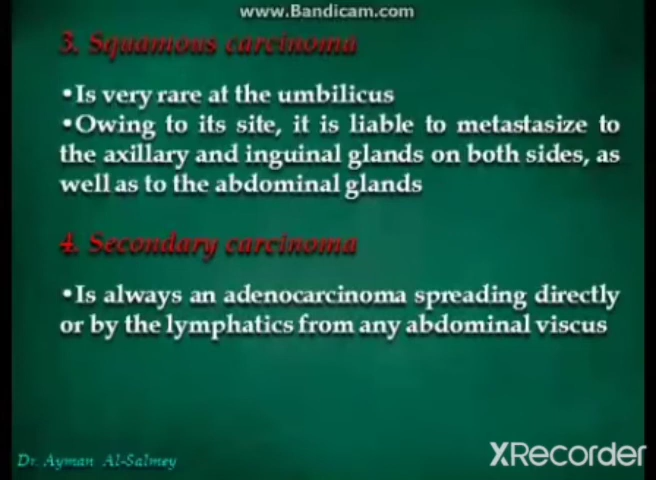 www.Bandicam.com
3. Squamous carcinoma
•Is very rare at the umbilicus
•Owing to its site, it is liable to metastasize to
the axillary and inguinal glands on both sides, as
well as to the abdominal glands
4. Secondary carcinoma
•Is always an adenocarcinoma spreading directly
or by the lymphatics from any abdominal viscus
Dr. Ayman Al-Salmey
XRecorder